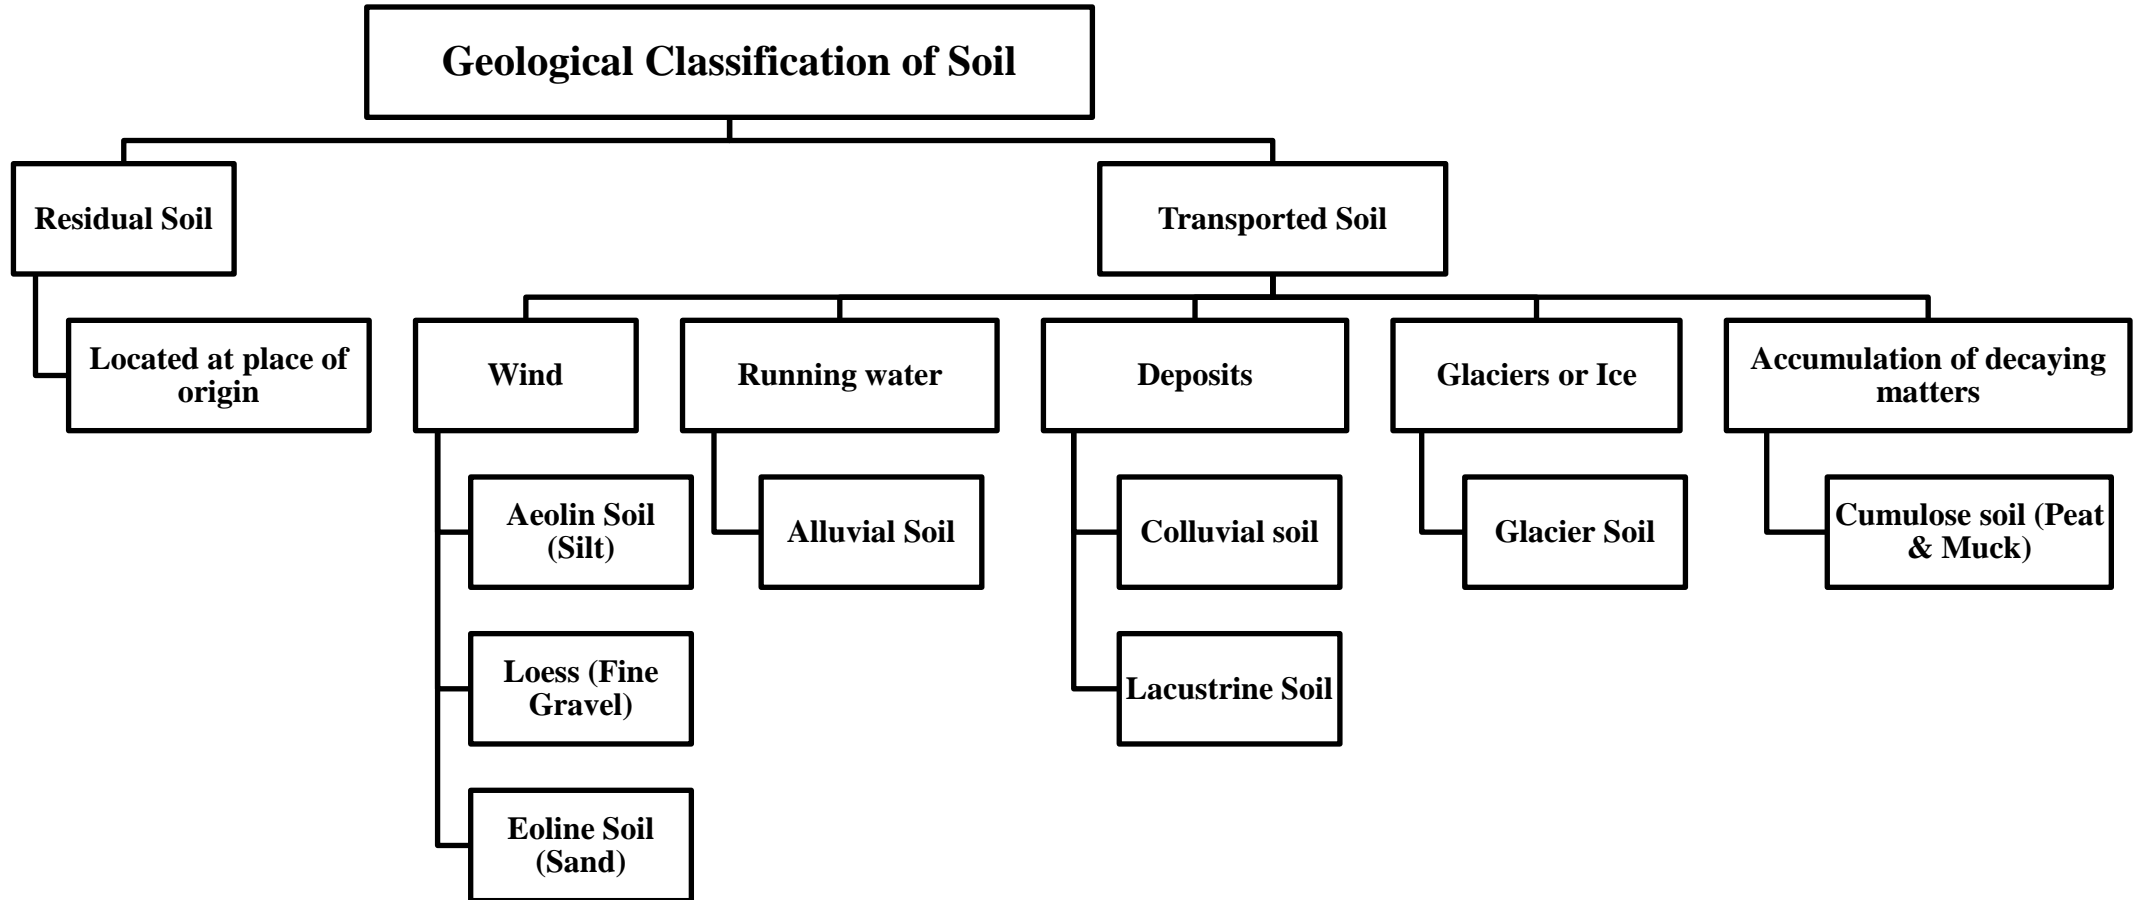 Geological Classification of Soil
Residual Soil
Transported Soil
Located at place of
origin
Wind
Running water
Deposits
Glaciers or Ice
Accumulation of decaying
matters
Aeolin Soil
(Silt)
Alluvial Soil
Colluvial soil
Glacier Soil
Cumulose soil (Peat
& Muck)
Loess (Fine
Gravel)
Lacustrine Soil
Eoline Soil
(Sand)